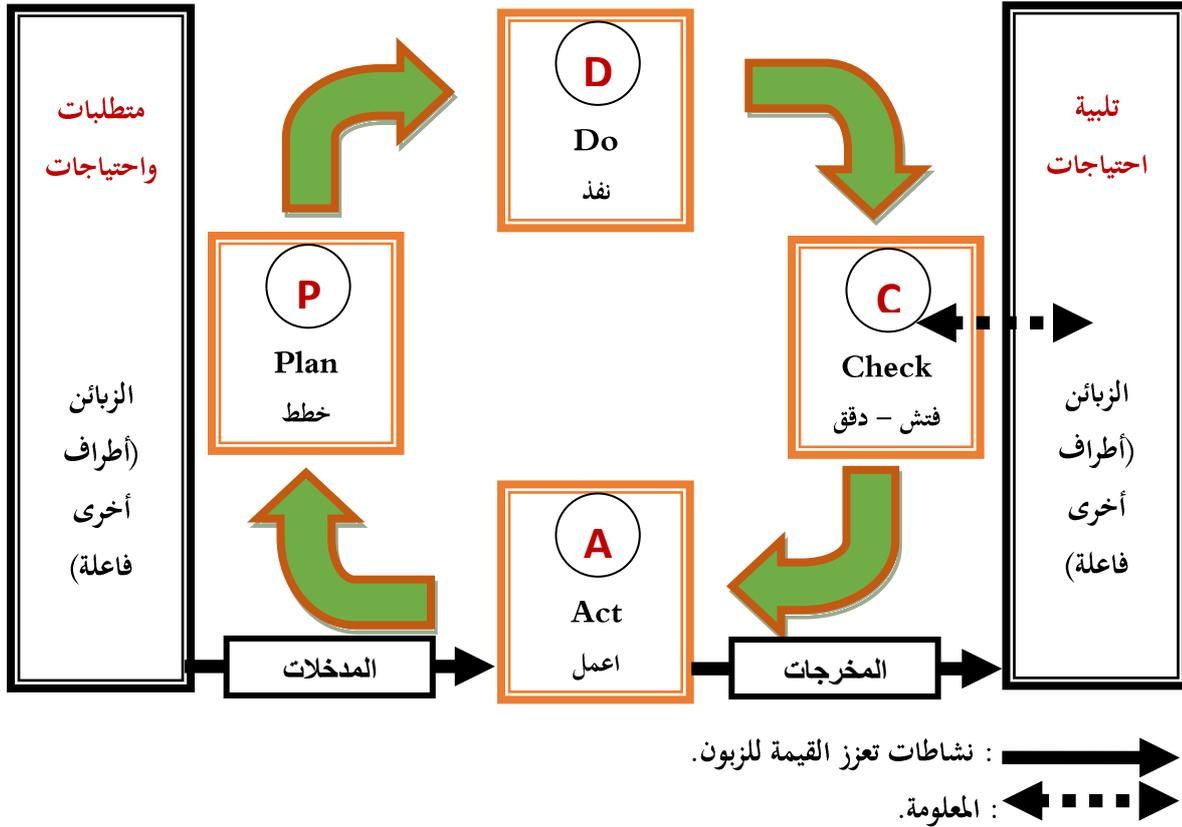 متطلبات
واحتياجات
الزبائن
(أطراف
أخرى
فاعلة)
P
Plan
خطط
D
Do
نفذ
C
Check
فتش – دقق
A
Act
اعمل
المدخلات
المخرجات
تلبية
احتياجات
الزبائن
(أطراف
أخرى
فاعلة)
: نشاطات تعزز القيمة للزبون.
: المعلومة.